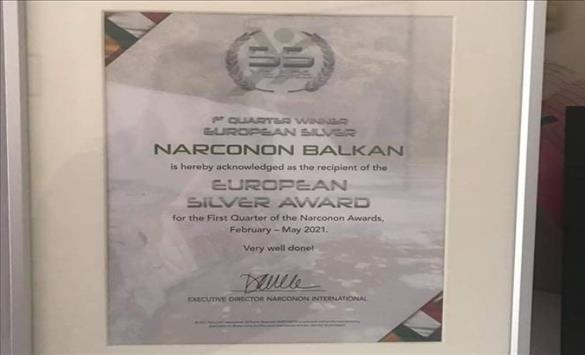 55
YEARS
1ST QUARTER WINNER
EUROPEAN SILVER
NARCONON BALKAN
is hereby acknowledged as the recipient of the
EUROPEAN
SILVER AWARD
for the First Quarter of the Narconon Awards,
February – May 2021.
Very well done!
EXECUTIVE DIRECTOR NARCONON INTERNATIONAL